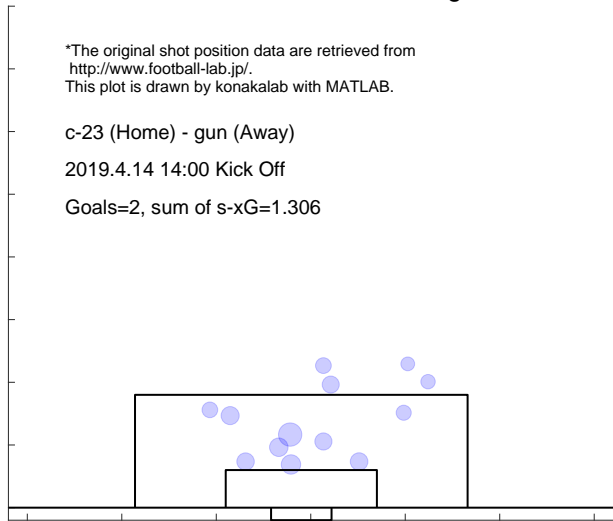 *The original shot position data are retrieved from
http://www.football-lab.jp/.
This plot is drawn by konakalab with MATLAB.
c-23 (Home) - gun (Away)
2019.4.14 14:00 Kick Off
Goals=2, sum of s-xG=1.306